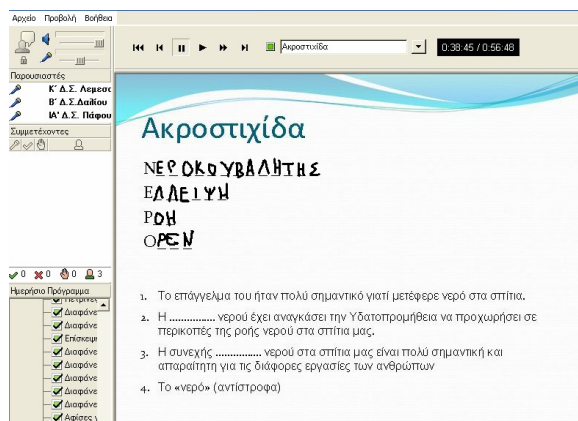 Αρχείο Προβολή Βοήθεια
Ακροστιχίδα
0:38:45 / 0:56:48
Παρουσιαστές
Κ' Δ.Σ. Λεμεσο
Β' Δ.Σ.Δαλίου
ΙΑ' Δ.Σ. Πάφου
Συμμετέχοντες
0 0 0 3
Ημερήσιο Πρόγραμμα
Διαφάνε
Διαφάνε
Επίσκεψι
Διαφάνε
Διαφάνε
Διαφάνε
Διαφάνε
Διαφάνε
Αφίσες γ
Ακροστιχίδα
ΝΕΡΟΚΟΥΒΑΛΗΤΗΣ
ΕΛΛΕΙΨΗ
ΡΟΗ
ΟΡΕΝ
1. Το επάγγελμα του ήταν πολύ σημαντικό γιατί μετέφερε νερό στα σπίτια.
2. Η ................ νερού έχει αναγκάσει την Υδατοπρομήθεια να προχωρήσει σε
περικοπές της ροής νερού στα σπίτια μας.
3. Η συνεχής ................ νερού στα σπίτια μας είναι πολύ σημαντική και
απαραίτητη για τις διάφορες εργασίες των ανθρώπων
4. Το «νερό» (αντίστροφα)